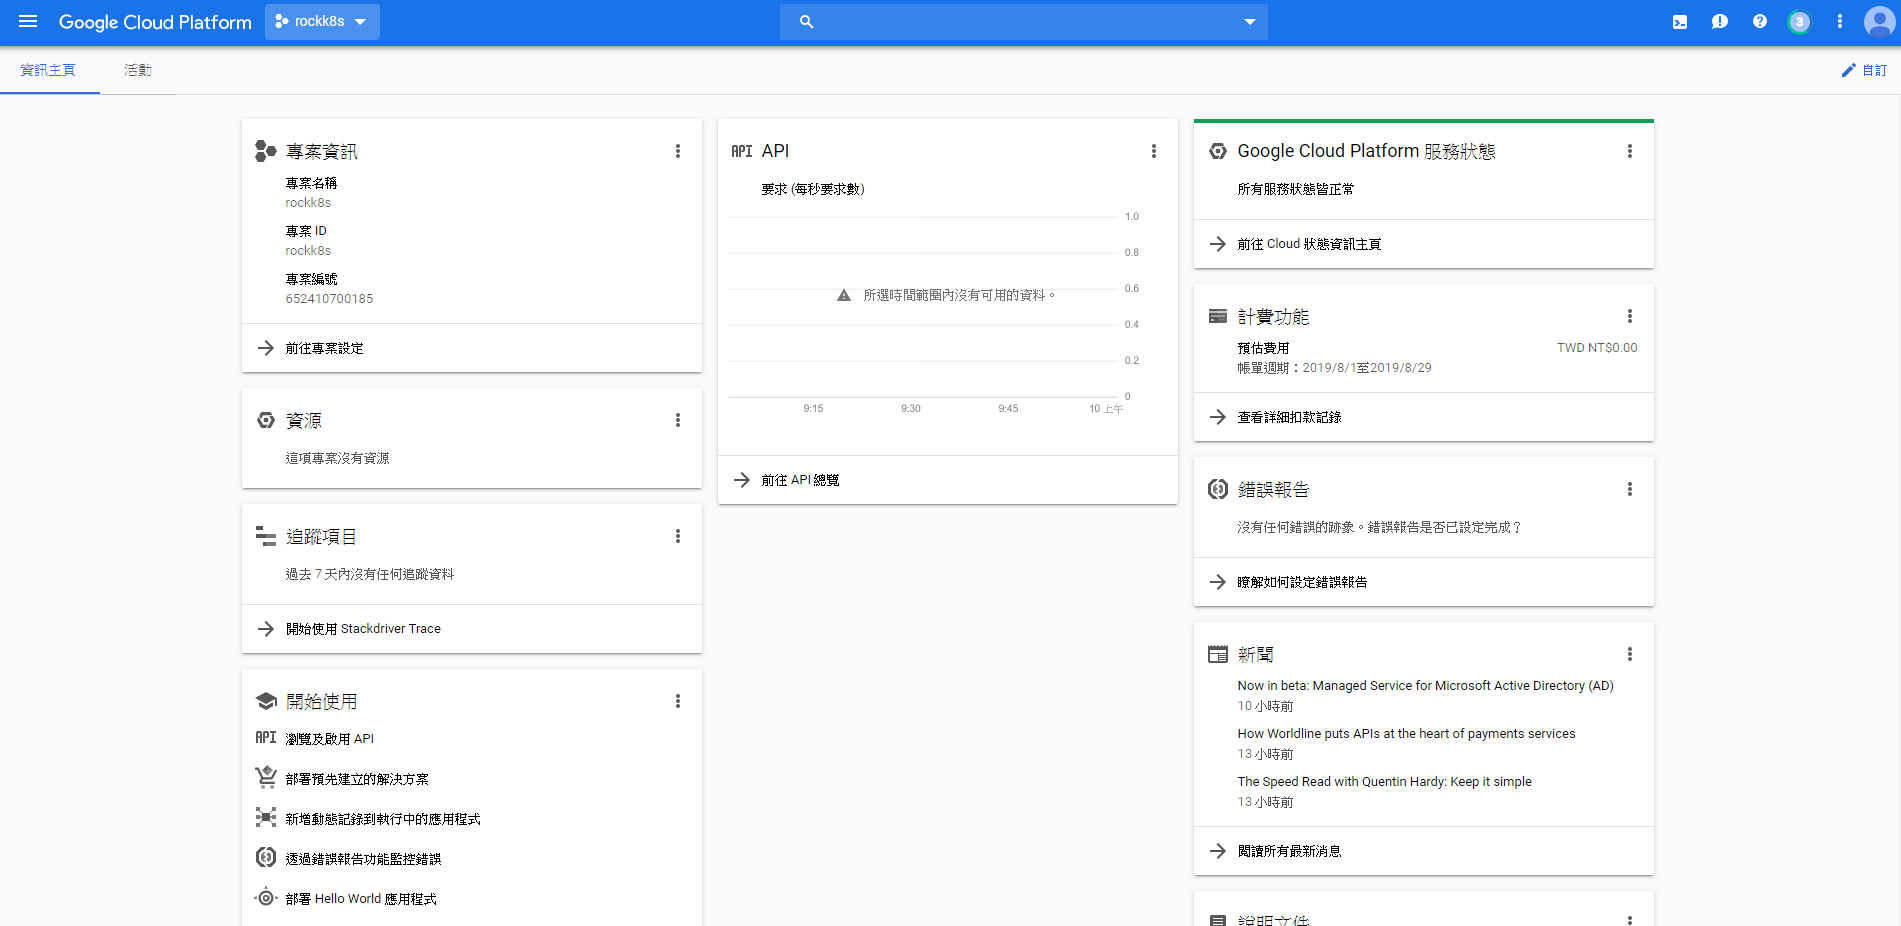 Google Cloud Platform
rockk8s
3
資訊主頁
活動
自訂
專案資訊
專案名稱
rockk8s
專案 ID
rockk8s
專案編號
652410700185
前往專案設定
資源
這項專案沒有資源
追蹤項目
過去 7 天內沒有任何追蹤資料
開始使用 Stackdriver Trace
開始使用
API 瀏覽及啟用 API
部署預先建立的解決方案
新增動態記錄到執行中的應用程式
透過錯誤報告功能監控錯誤
部署 Hello World 應用程式
API API
要求 (每秒要求數)
1.0
0.8
0.6
所選時間範圍內沒有可用的資料。
0.4
0.2
0
9:15 9:30 9:45 10 上午
前往 API 總覽
Google Cloud Platform 服務狀態
所有服務狀態皆正常
前往 Cloud 狀態資訊主頁
計費功能
預估費用 TWD NT$0.00
帳單週期：2019/8/1至2019/8/29
查看詳細扣款記錄
錯誤報告
沒有任何錯誤的跡象。錯誤報告是否已設定完成？
瞭解如何設定錯誤報告
新聞
Now in beta: Managed Service for Microsoft Active Directory (AD)
10 小時前
How Worldline puts APIs at the heart of payments services
13 小時前
The Speed Read with Quentin Hardy: Keep it simple
13 小時前
閱讀所有最新消息
說明文件